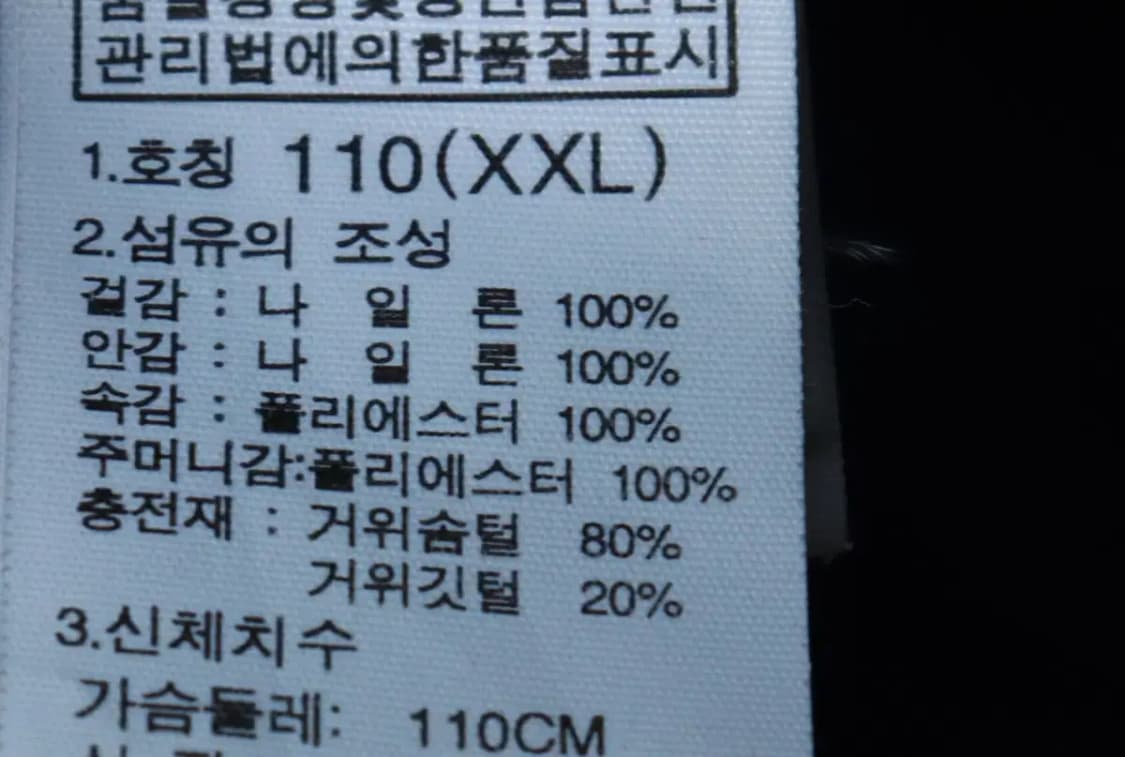 관리법에의한품질표시
1.호칭 110(XXL)
2.섬유의 조성
겉감 : 나 일 론 100%
안감 : 나 일 론 100%
속감 : 폴리에스터 100%
주머니감:폴리에스터 100%
충전재 : 거위솜털 80%
거위깃털 20%
3.신체치수
가슴둘레: 110CM